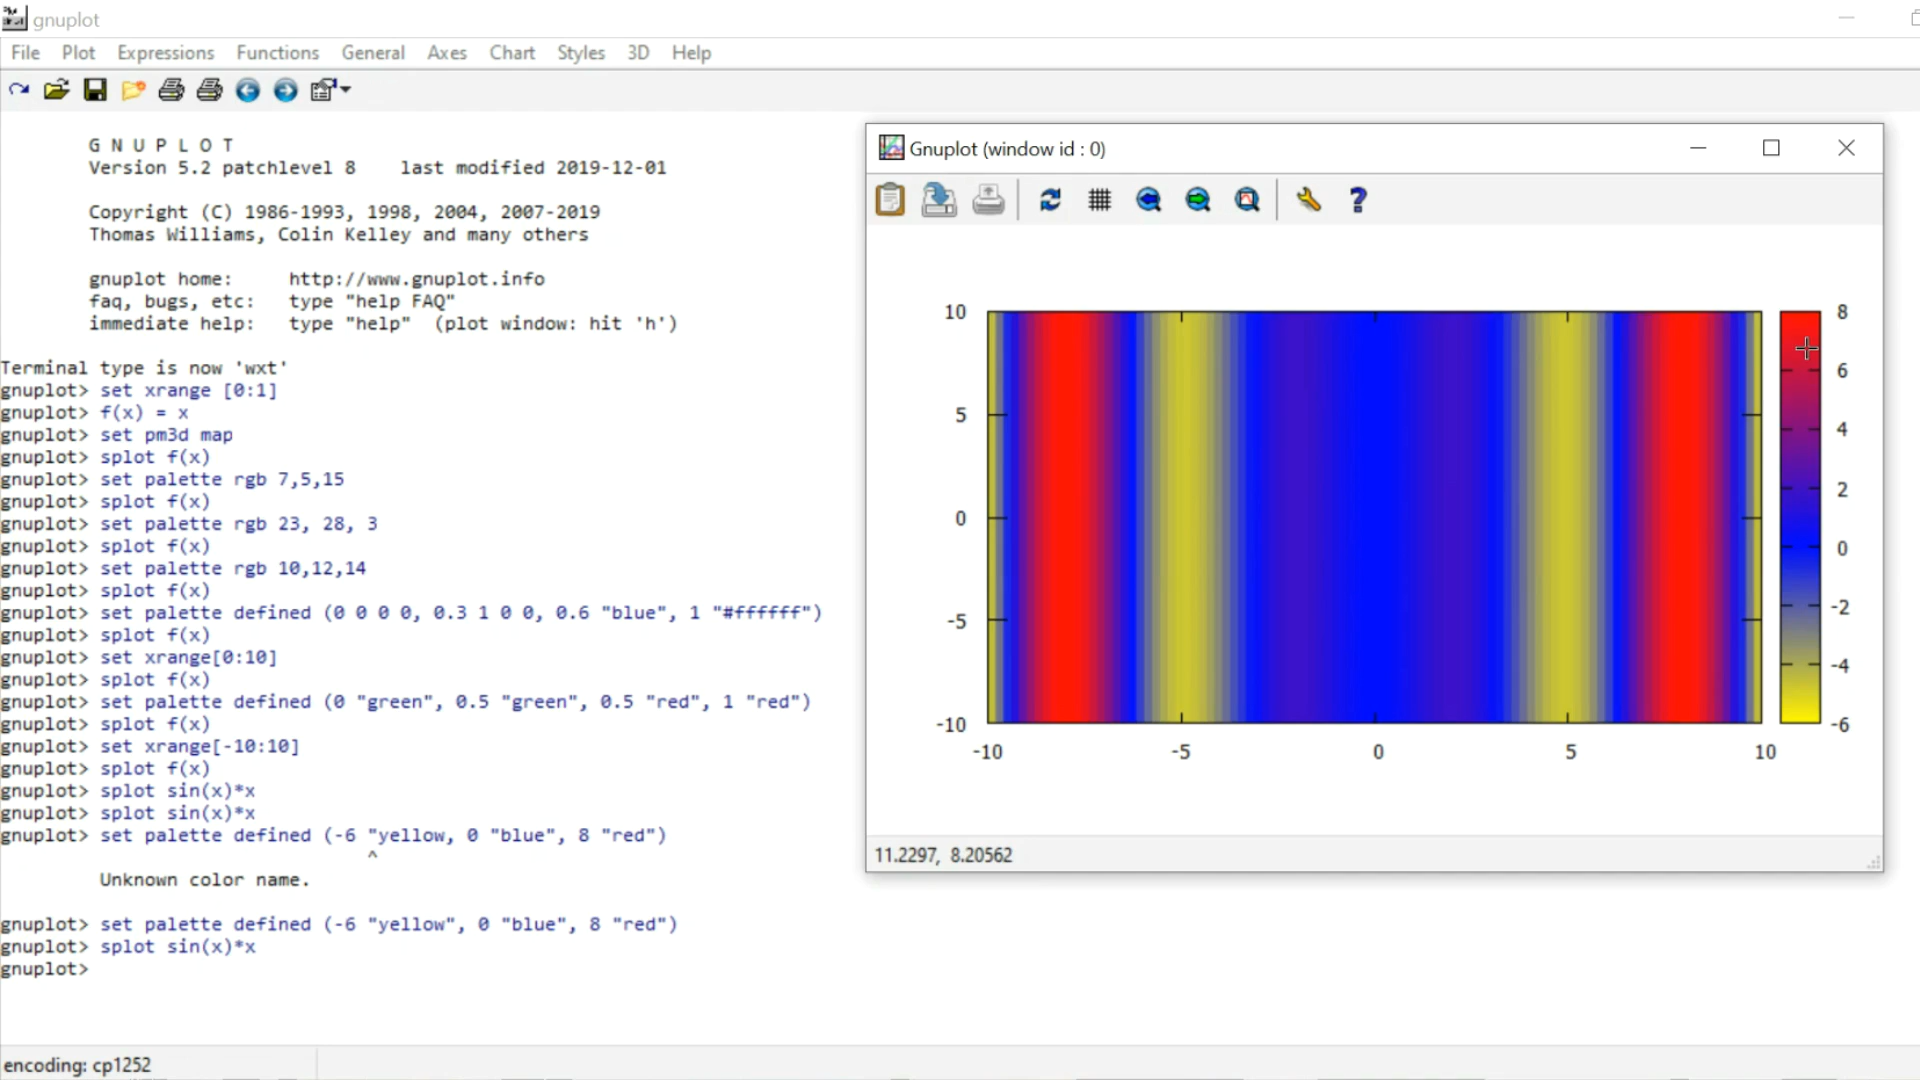 gnuplot
File Plot Expressions Functions General Axes Chart Styles 3D Help
G N U P L O T
Version 5.2 patchlevel 8    last modified 2019-12-01
Copyright (C) 1986-1993, 1998, 2004, 2007-2019
Thomas Williams, Colin Kelley and many others
gnuplot home:     http://www.gnuplot.info
faq, bugs, etc:   type "help FAQ"
immediate help:   type "help"  (plot window: hit 'h')
Terminal type is now 'wxt'
gnuplot> set xrange [0:1]
gnuplot> f(x) = x
gnuplot> set pm3d map
gnuplot> splot f(x)
gnuplot> set palette rgb 7,5,15
gnuplot> splot f(x)
gnuplot> set palette rgb 23, 28, 3
gnuplot> splot f(x)
gnuplot> set palette rgb 10,12,14
gnuplot> splot f(x)
gnuplot> set palette defined (0 0 0 0, 0.3 1 0 0, 0.6 "blue", 1 "#ffffff")
gnuplot> splot f(x)
gnuplot> set xrange[0:10]
gnuplot> splot f(x)
gnuplot> set palette defined (0 "green", 0.5 "green", 0.5 "red", 1 "red")
gnuplot> splot f(x)
gnuplot> set xrange[-10:10]
gnuplot> splot f(x)
gnuplot> splot sin(x)*x
gnuplot> splot sin(x)*x
gnuplot> set palette defined (-6 "yellow, 0 "blue", 8 "red")
^
Unknown color name.
gnuplot> set palette defined (-6 "yellow", 0 "blue", 8 "red")
gnuplot> splot sin(x)*x
gnuplot>
encoding: cp1252
Gnuplot (window id : 0)
?
10
5
0
-5
-10
-10 -5 0 5 10
8
6
4
2
0
-2
-4
-6
11.2297, 8.20562